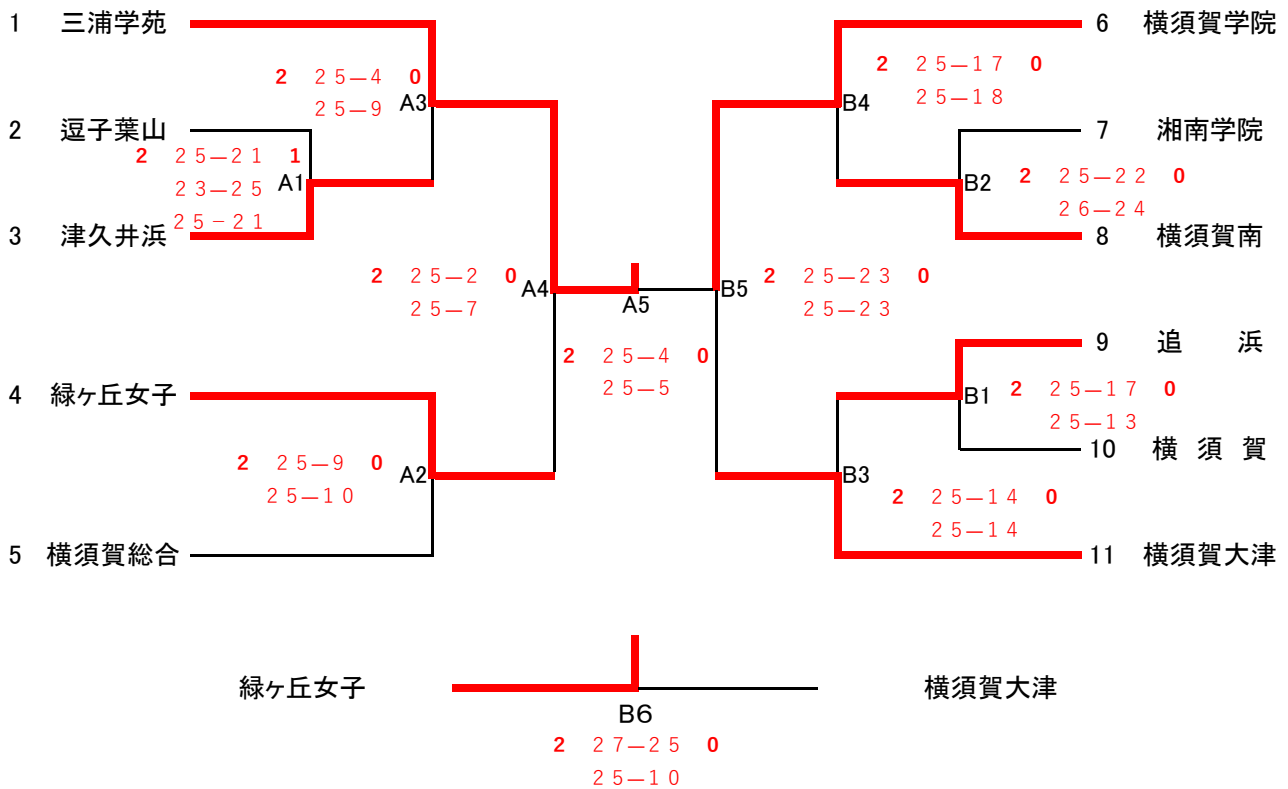 1 三浦学苑
6 横須賀学院
2 25—4 0
25—9
A3
2 25—17 0
25—18
B4
2 逗子葉山
7 湘南学院
2 25—21 1
23—25
25−21
A1
B2
2 25—22 0
26—24
3 津久井浜
8 横須賀南
2 25—2 0
25—7
A4
A5
B5
2 25—23 0
25—23
2 25—4 0
25—5
9 追 浜
4 緑ヶ丘女子
B1
2 25—17 0
25—13
10 横 須 賀
2 25—9 0
25—10
A2
B3
2 25—14 0
25—14
5 横須賀総合
11 横須賀大津
緑ヶ丘女子
横須賀大津
B6
2 27—25 0
25—10